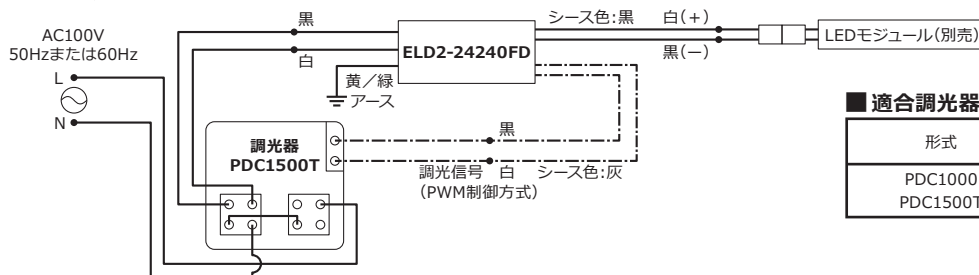 AC100V
50Hzまたは60Hz
L
N
黒
白
ELD2-24240FD
シース色:黒 白(+)
黒(−)
LEDモジュール(別売)
黄／緑
アース
調光器
PDC1500T
黒
調光信号 白 シース色:灰
(PWM制御方式)
■適合調光器
形式
PDC1000
PDC1500T